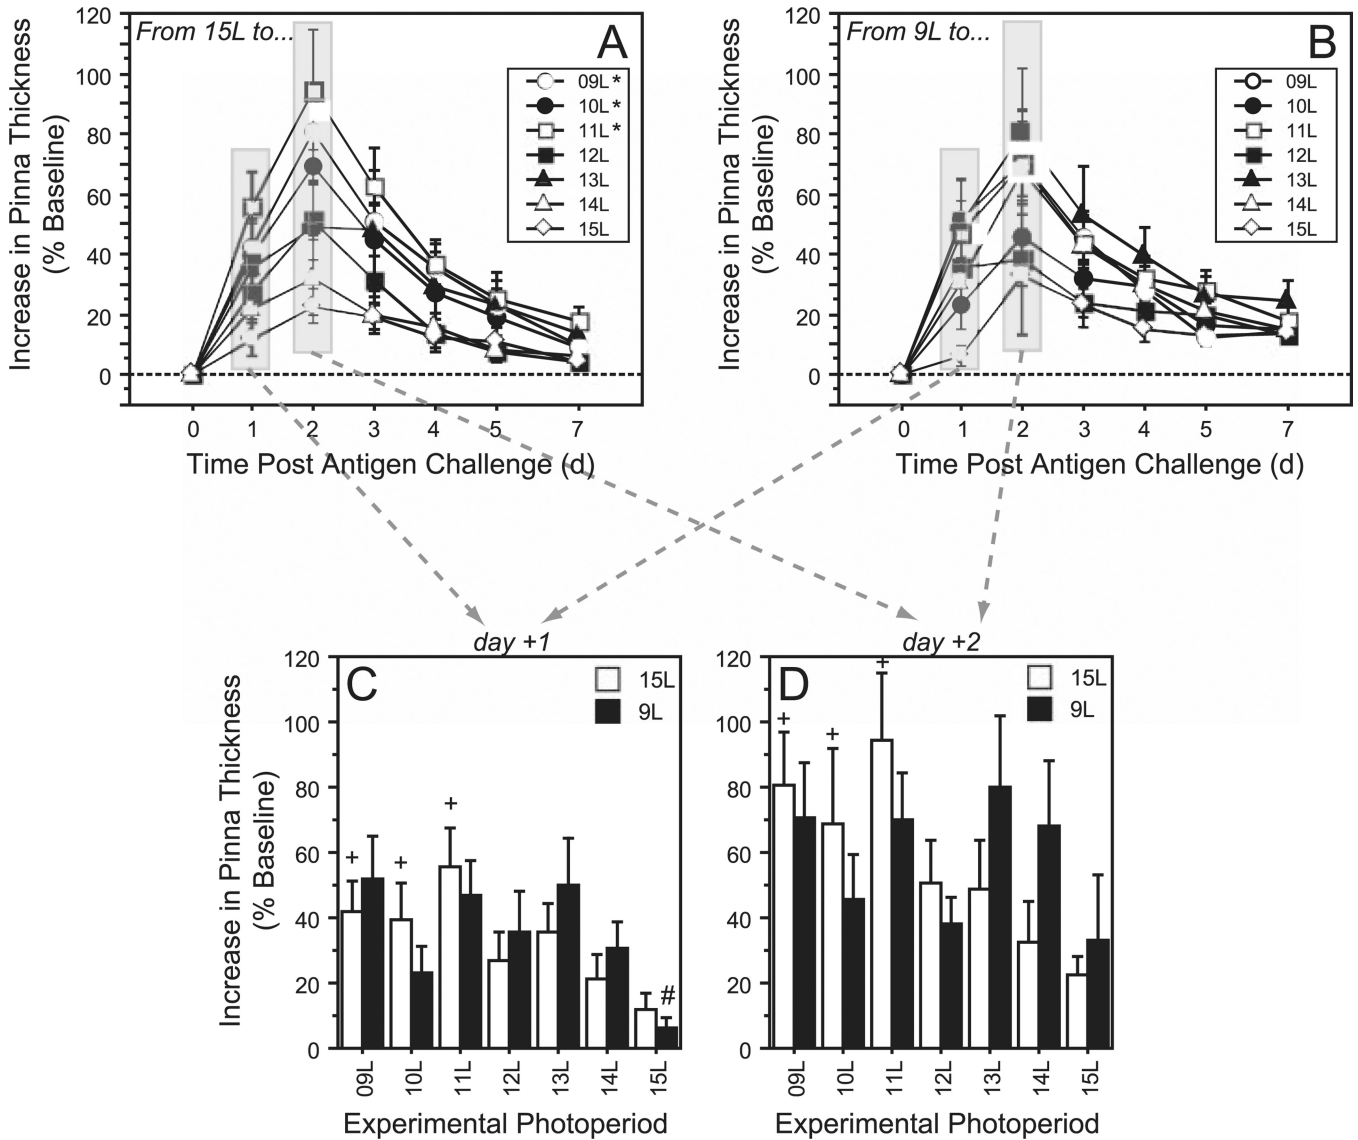 From 15L to...
A
Increase in Pinna Thickness
(% Baseline)
120
100
80
60
40
20
0
09L*
10L*
11L*
12L
13L
14L
15L
0 1 2 3 4 5 7
Time Post Antigen Challenge (d)
From 9L to...
B
Increase in Pinna Thickness
(% Baseline)
120
100
80
60
40
20
0
09L
10L
11L
12L
13L
14L
15L
0 1 2 3 4 5 7
Time Post Antigen Challenge (d)
day +1
C
Increase in Pinna Thickness
(% Baseline)
120
100
80
60
40
20
0
15L
9L
+ + + #
09L 10L 11L 12L 13L 14L 15L
Experimental Photoperiod
day +2
D
120
100
80
60
40
20
0
15L
9L
+ + +
09L 10L 11L 12L 13L 14L 15L
Experimental Photoperiod